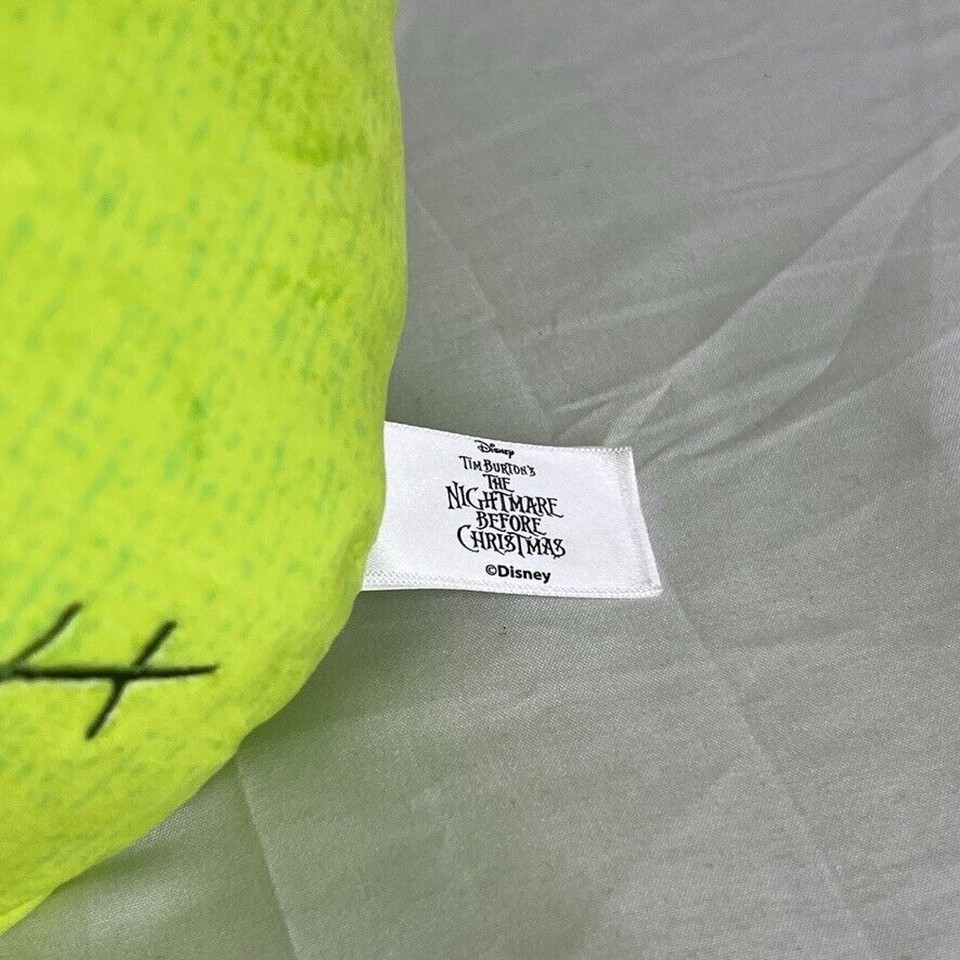 Disney
TIM BURTON'S
THE
NIGHTMARE
BEFORE
CHRISTMAS
©Disney